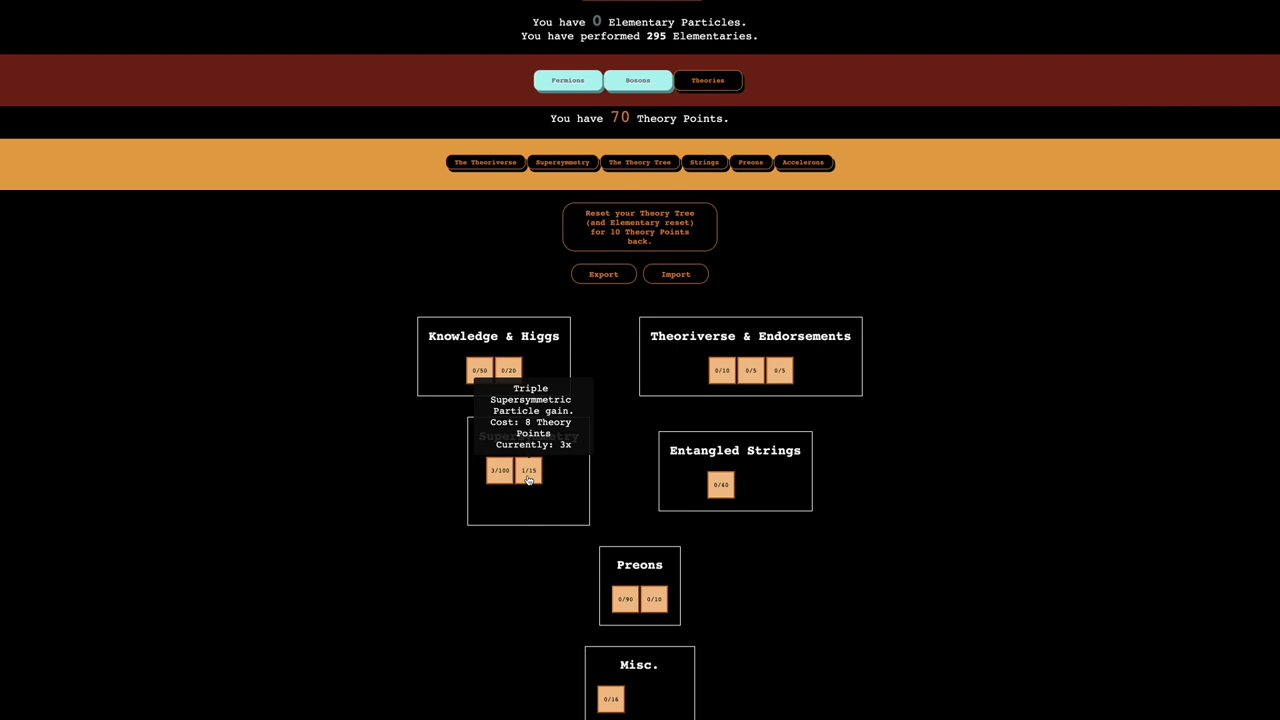 You have 0 Elementary Particles.
You have performed 295 Elementaries.
Fermions Bosons Theories
You have 70 Theory Points.
The Theoriverse Supersymmetry The Theory Tree Strings Preons Accelerons
Reset your Theory Tree
(and Elementary reset)
for 10 Theory Points
back.
Export Import
Knowledge & Higgs
0/50 0/20
Theoriverse & Endorsements
0/10 0/5 0/5
Triple
Supersymmetric
Particle gain.
Cost: 8 Theory
Points
Currently: 3x
Supersymmetry
3/100 1/15
Entangled Strings
0/40
Preons
0/90 0/10
Misc.
0/16